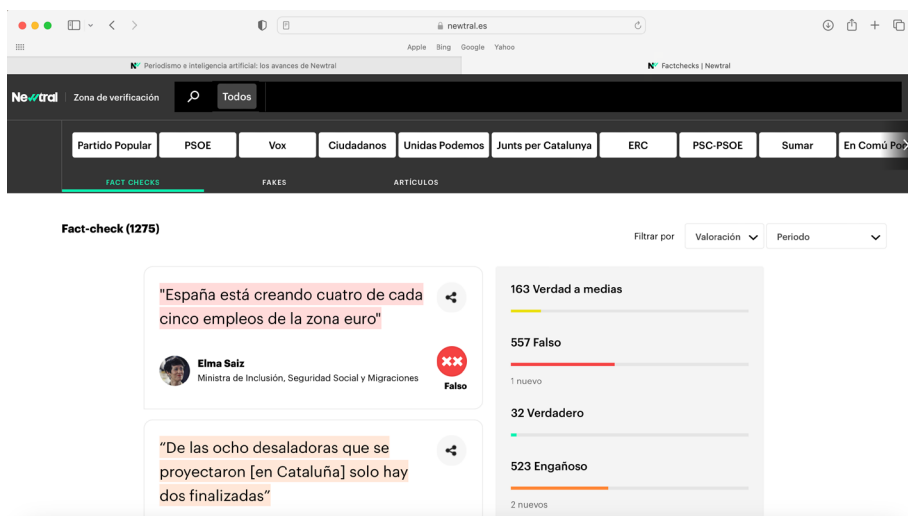 newtral.es
Apple Bing Google Yahoo
Periodismo e inteligencia artificial: los avances de Newtral
Factchecks | Newtral
Newtral
Zona de verificación
Todos
Partido Popular
PSOE
Vox
Ciudadanos
Unidas Podemos
Junts per Catalunya
ERC
PSC-PSOE
Sumar
En Comú
FACT CHECKS
FAKES
ARTÍCULOS
Fact-check (1275)
Filtrar por
Valoración
Periodo
"España está creando cuatro de cada
cinco empleos de la zona euro"
Elma Saiz
Ministra de Inclusión, Seguridad Social y Migraciones
Falso
“De las ocho desaladoras que se
proyectaron [en Cataluña] solo hay
dos finalizadas”
163 Verdad a medias
557 Falso
1 nuevo
32 Verdadero
523 Engañoso
2 nuevos